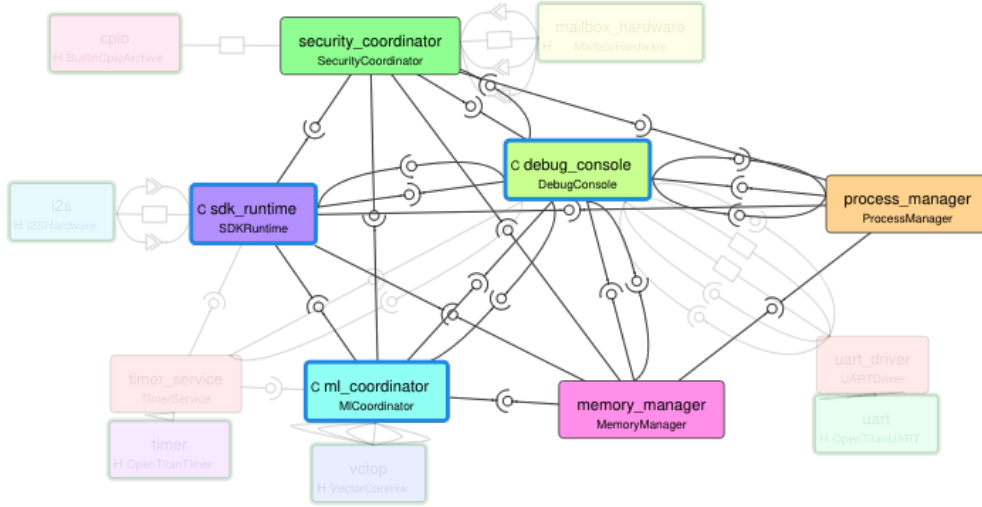 cpio
H BuiltinCpioArchive
security_coordinator
SecurityCoordinator
mailbox_hardware
H MailboxHardware
C debug_console
DebugConsole
i2s
H I2SHardware
C sdk_runtime
SDKRuntime
process_manager
ProcessManager
timer_service
TimerService
C ml_coordinator
MlCoordinator
memory_manager
MemoryManager
uart_driver
UARTDriver
timer
H OpenTitanTimer
vctop
H VectorCoreHw
uart
H OpenTitanUART